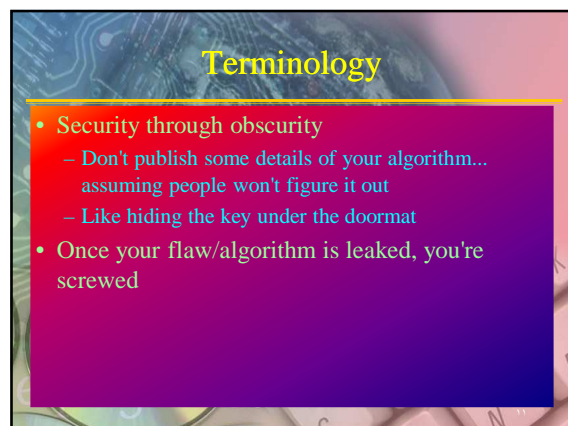 Terminology
• Security through obscurity
– Don't publish some details of your algorithm...
assuming people won't figure it out
– Like hiding the key under the doormat
• Once your flaw/algorithm is leaked, you're
screwed